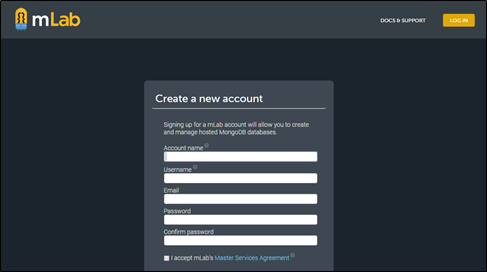 mLab
DOCS & SUPPORT
LOG IN
Create a new account
Signing up for a mLab account will allow you to create
and manage hosted MongoDB databases.
Account name
Username
Email
Password
Confirm password
I accept mLab's Master Services Agreement